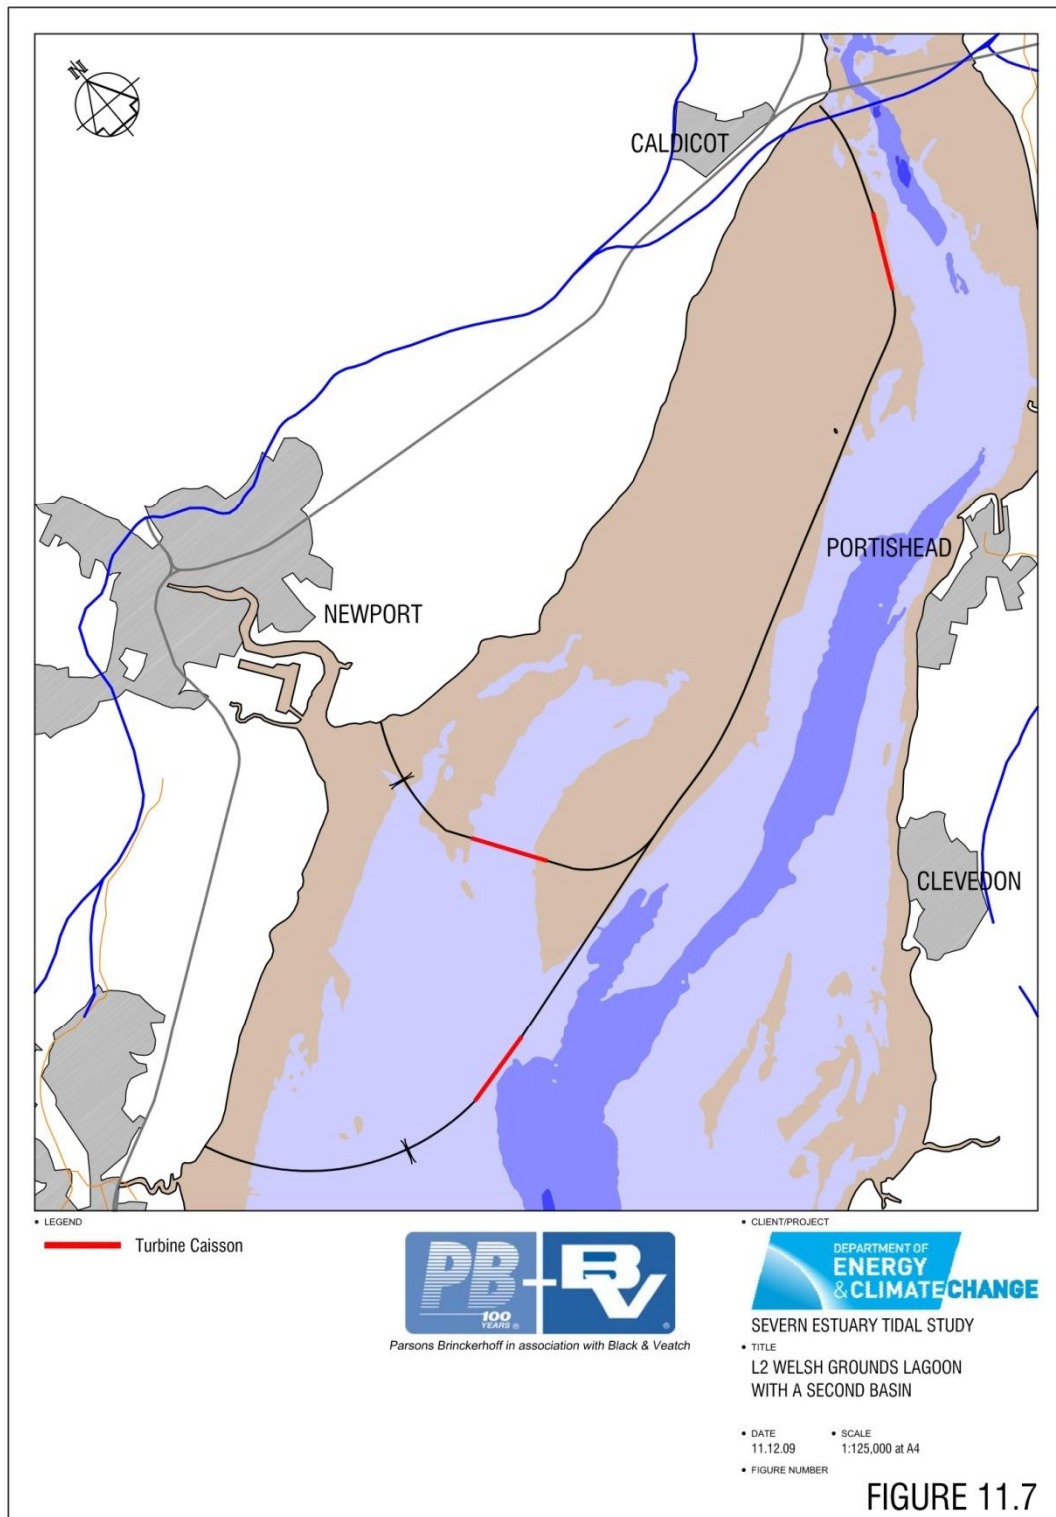 N
CALDICOT
PORTISHEAD
NEWPORT
CLEVEDON
• LEGEND
Turbine Caisson
PB
100
YEARS ®
+
BV
®
Parsons Brinckerhoff in association with Black & Veatch
• CLIENT/PROJECT
DEPARTMENT OF
ENERGY
& CLIMATE CHANGE
SEVERN ESTUARY TIDAL STUDY
• TITLE
L2 WELSH GROUNDS LAGOON
WITH A SECOND BASIN
• DATE
11.12.09
• SCALE
1:125,000 at A4
• FIGURE NUMBER
FIGURE 11.7